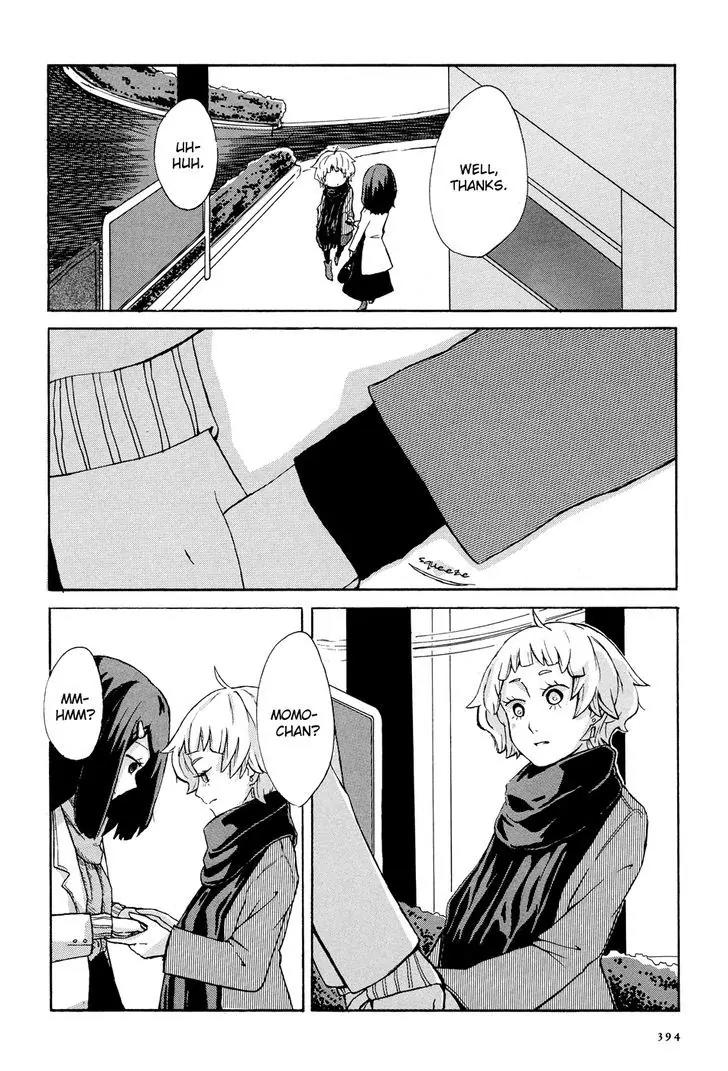 WELL,
THANKS.
UH-
HUH.
squeeze
MOMO-
CHAN?
MM-
HMM?
394